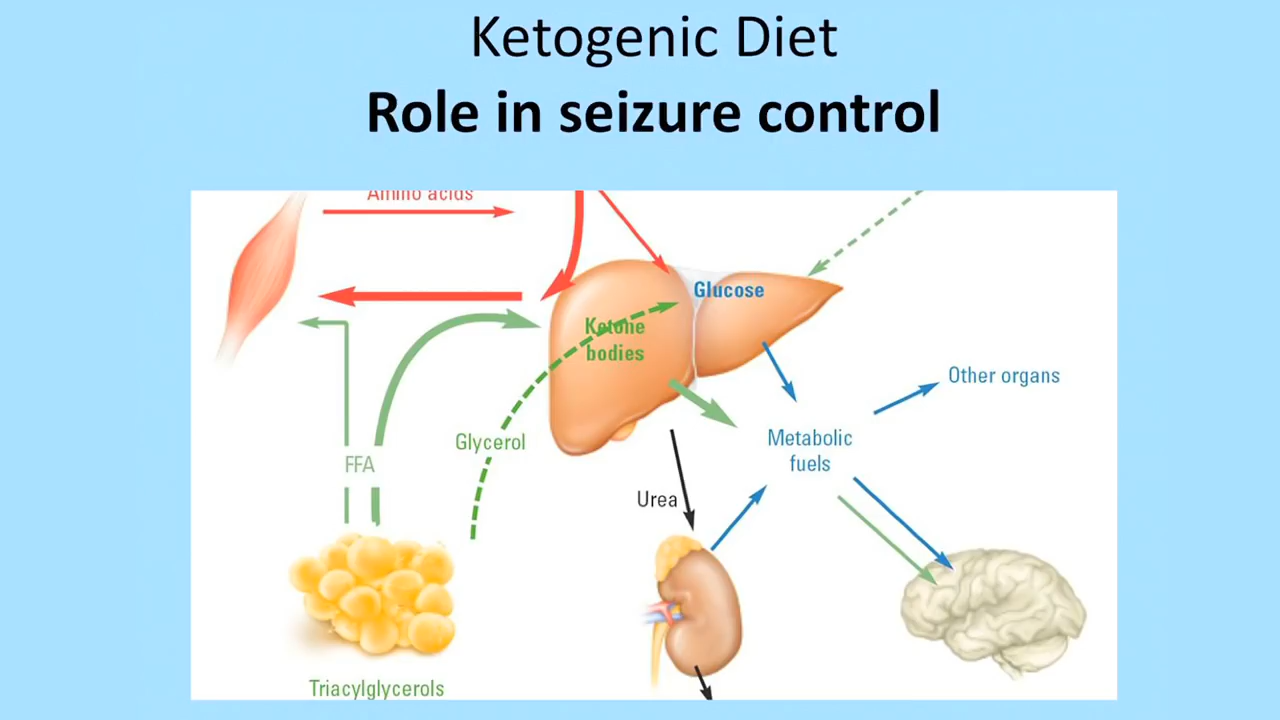 Ketogenic Diet
Role in seizure control
Amino acids
Glucose
Ketone
bodies
Other organs
Glycerol
Metabolic
fuels
FFA
Urea
Triacylglycerols